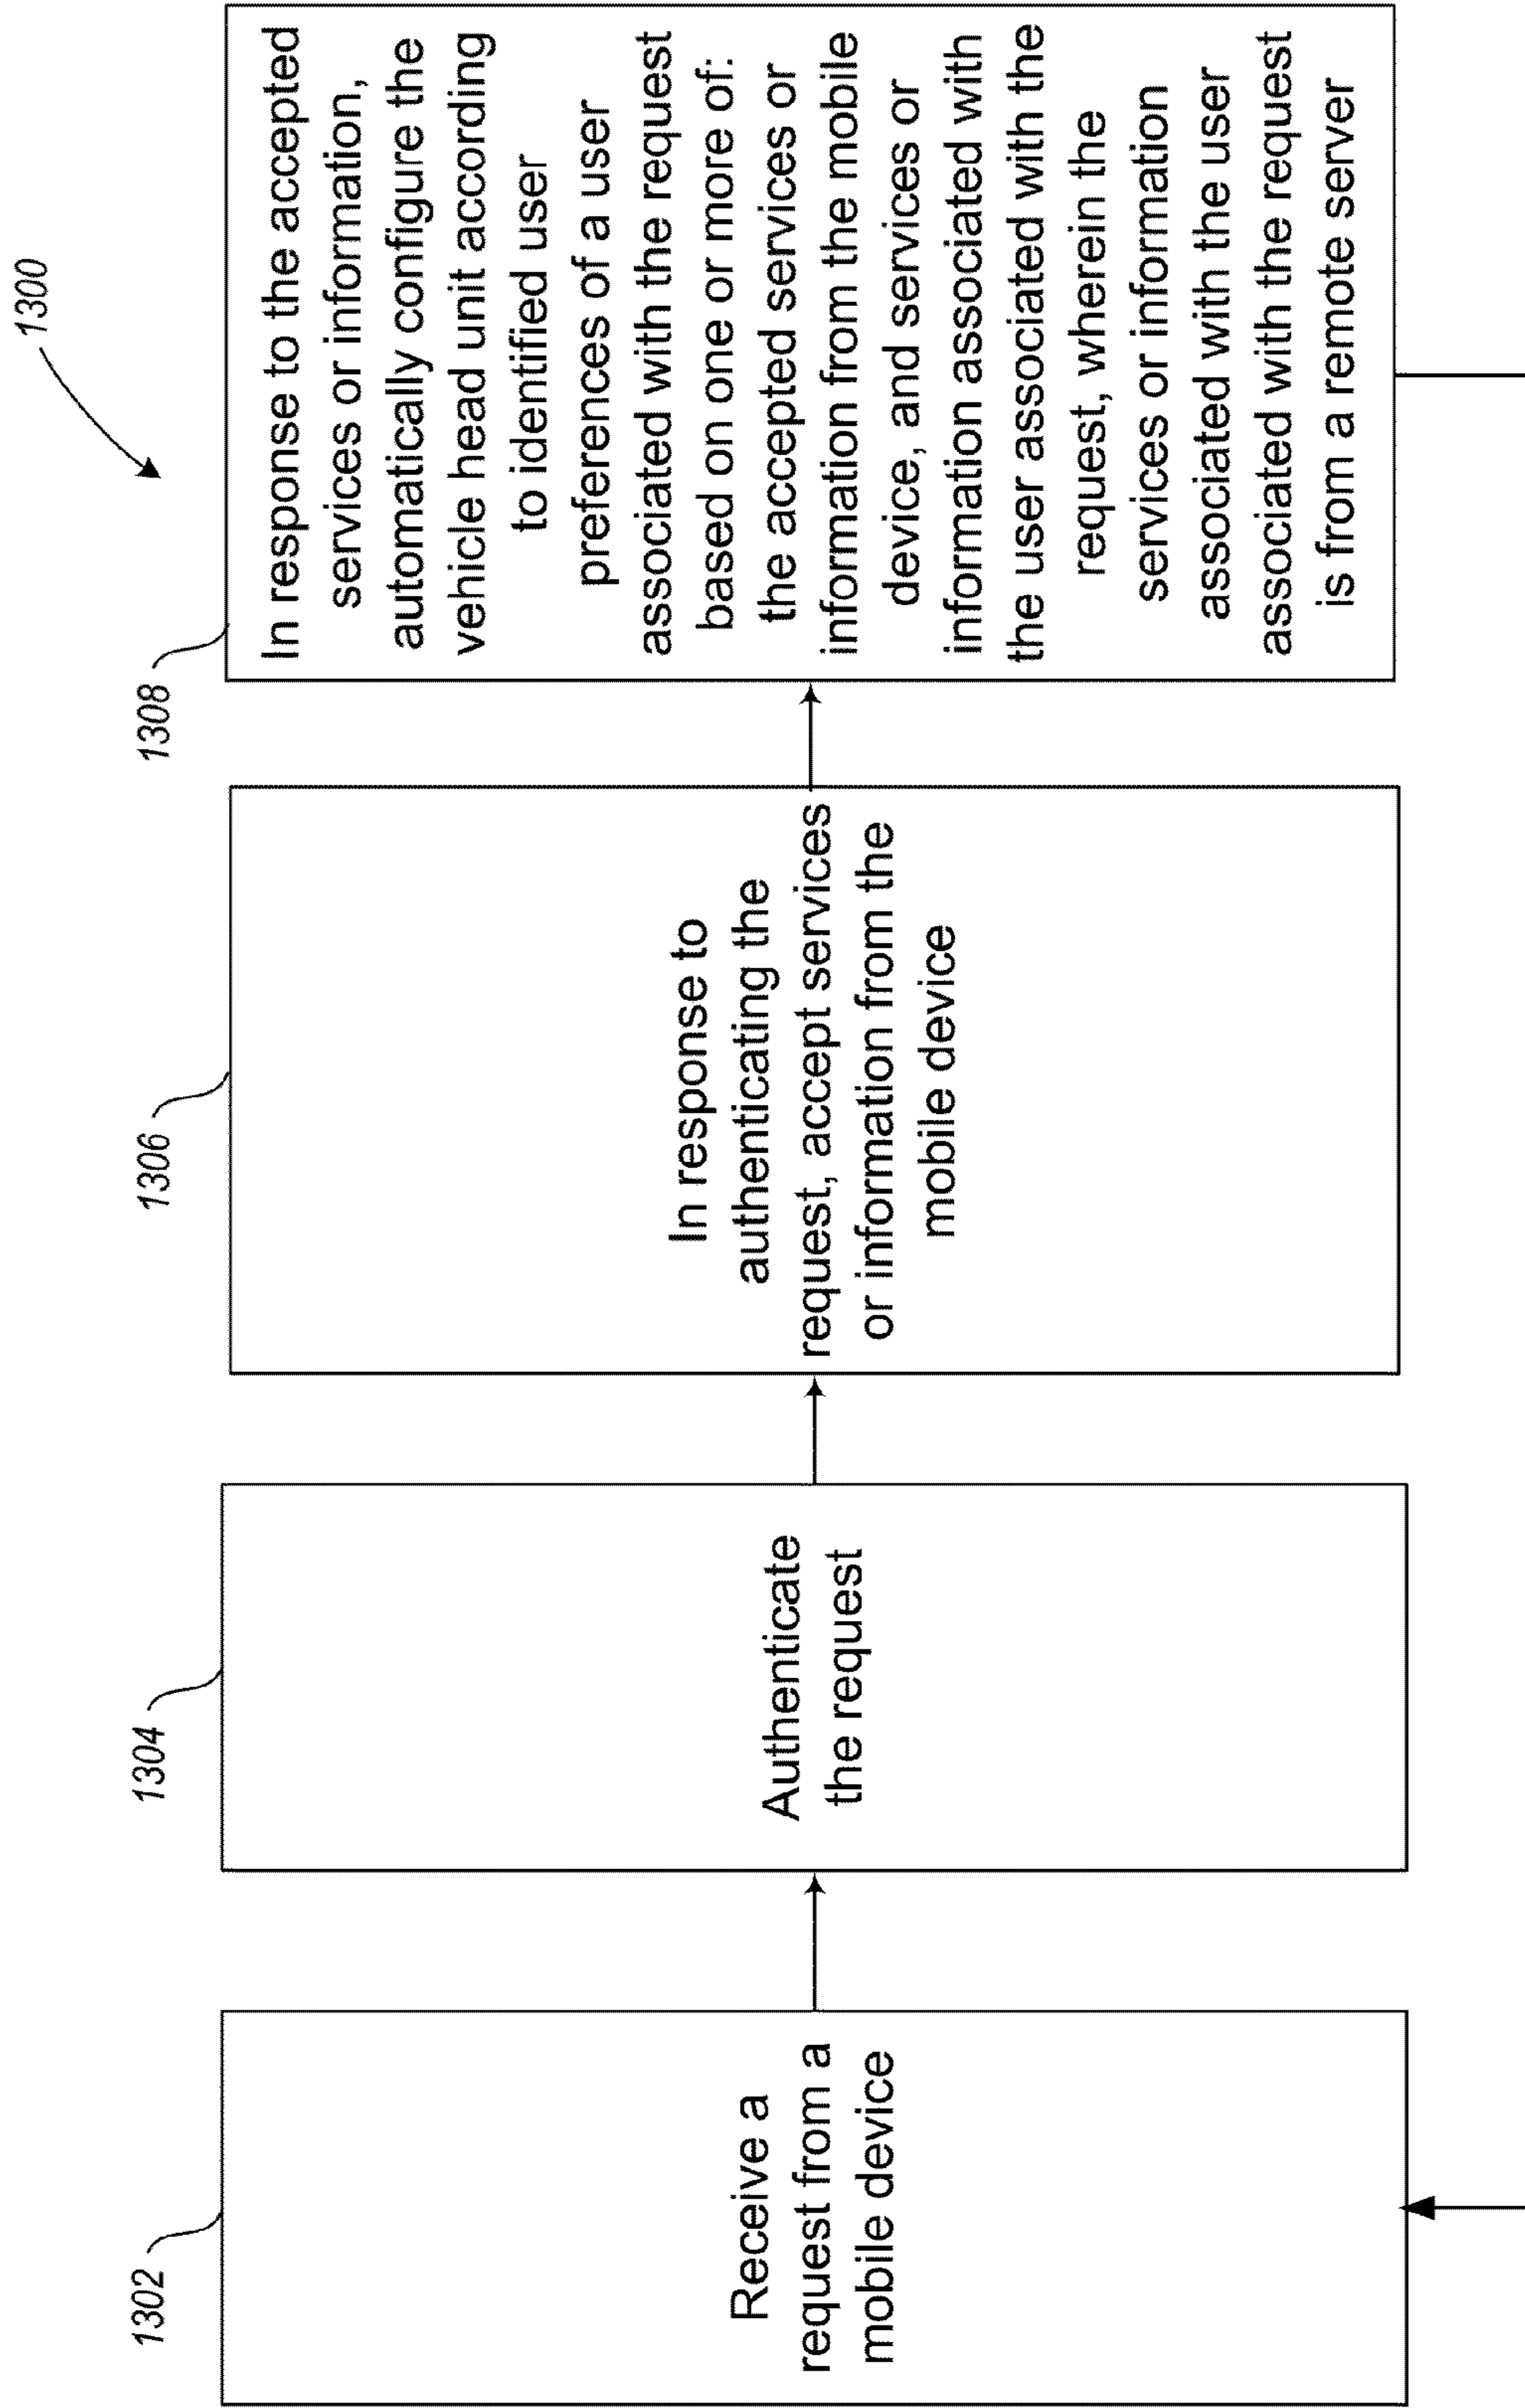 1300
1302
Receive a
request from a
mobile device
1304
Authenticate
the request
1306
In response to
authenticating the
request, accept services
or information from the
mobile device
1308
In response to the accepted
services or information,
automatically configure the
vehicle head unit according
to identified user
preferences of a user
associated with the request
based on one or more of:
the accepted services or
information from the mobile
device, and services or
information associated with
the user associated with the
request, wherein the
services or information
associated with the user
associated with the request
is from a remote server